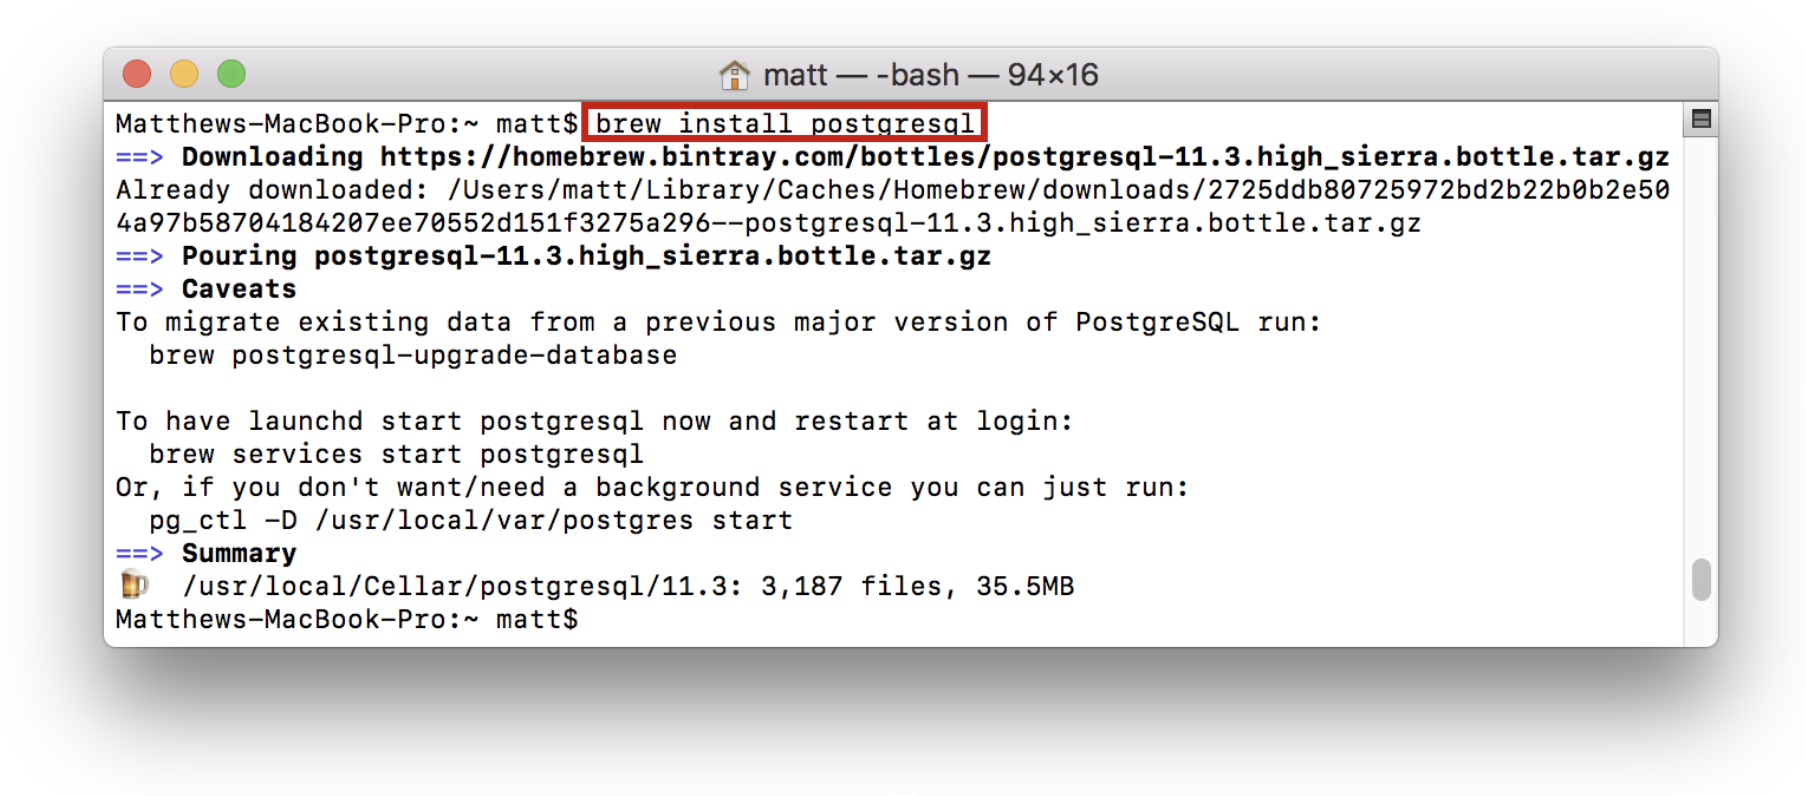 matt — -bash — 94×16
Matthews-MacBook-Pro:~ matt$ brew install postgresql
==> Downloading https://homebrew.bintray.com/bottles/postgresql-11.3.high_sierra.bottle.tar.gz
Already downloaded: /Users/matt/Library/Caches/Homebrew/downloads/2725ddb80725972bd2b22b0b2e50
4a97b58704184207ee70552d151f3275a296--postgresql-11.3.high_sierra.bottle.tar.gz
==> Pouring postgresql-11.3.high_sierra.bottle.tar.gz
==> Caveats
To migrate existing data from a previous major version of PostgreSQL run:
  brew postgresql-upgrade-database

To have launchd start postgresql now and restart at login:
  brew services start postgresql
Or, if you don't want/need a background service you can just run:
  pg_ctl -D /usr/local/var/postgres start
==> Summary
🍺  /usr/local/Cellar/postgresql/11.3: 3,187 files, 35.5MB
Matthews-MacBook-Pro:~ matt$